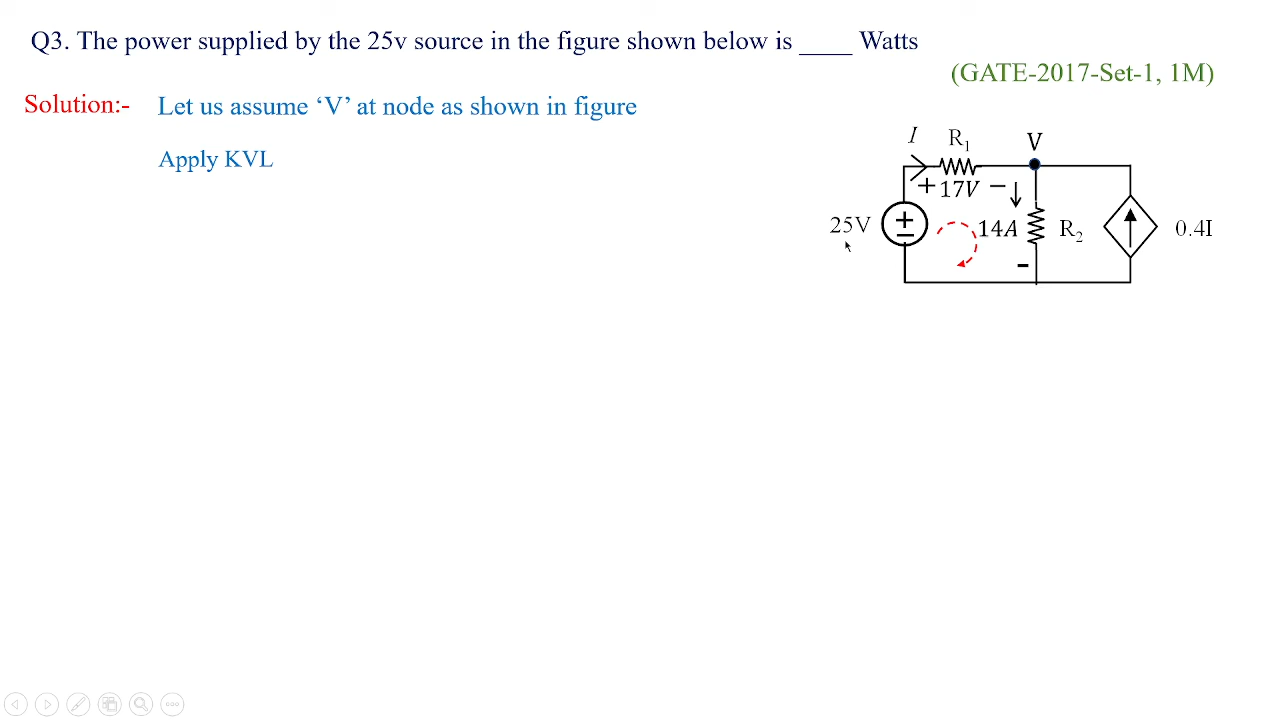 Q3. The power supplied by the 25v source in the figure shown below is ____ Watts
(GATE-2017-Set-1, 1M)
Solution:- Let us assume ‘V’ at node as shown in figure
Apply KVL
I R₁ V
+ 17V −
25V + − 14A R₂ 0.4I
-